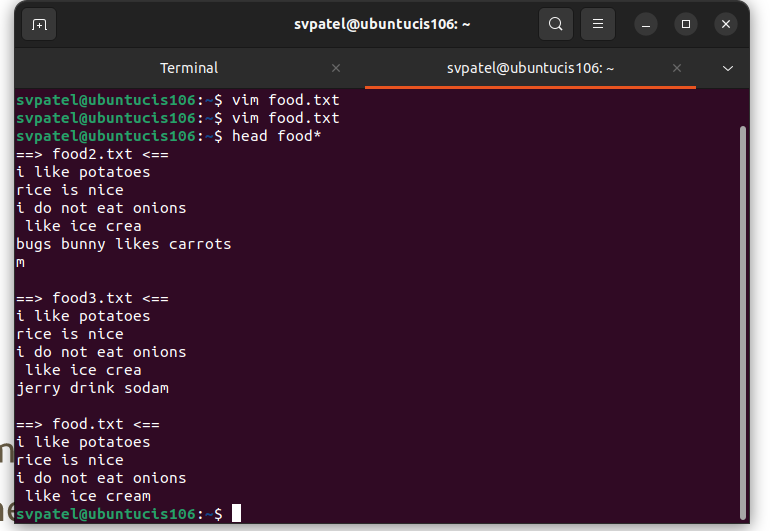 svpatel@ubuntucis106: ~
Terminal
svpatel@ubuntucis106: ~
svpatel@ubuntucis106:~$ vim food.txt
svpatel@ubuntucis106:~$ vim food.txt
svpatel@ubuntucis106:~$ head food*
==> food2.txt <==
i like potatoes
rice is nice
i do not eat onions
 like ice crea
bugs bunny likes carrots
m
==> food3.txt <==
i like potatoes
rice is nice
i do not eat onions
 like ice crea
jerry drink sodam
==> food.txt <==
i like potatoes
rice is nice
i do not eat onions
 like ice cream
svpatel@ubuntucis106:~$